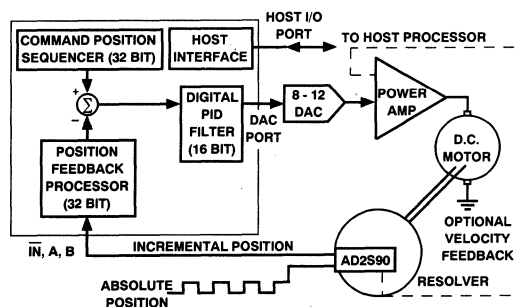 COMMAND POSITION
SEQUENCER (32 BIT)
HOST
INTERFACE
HOST I/O
PORT
TO HOST PROCESSOR
+
Σ
−
DIGITAL
PID
FILTER
(16 BIT)
DAC
PORT
8 - 12
DAC
POWER
AMP
D.C.
MOTOR
POSITION
FEEDBACK
PROCESSOR
(32 BIT)
OPTIONAL
VELOCITY
FEEDBACK
I̅N̅, A, B
INCREMENTAL POSITION
AD2S90
RESOLVER
ABSOLUTE
POSITION